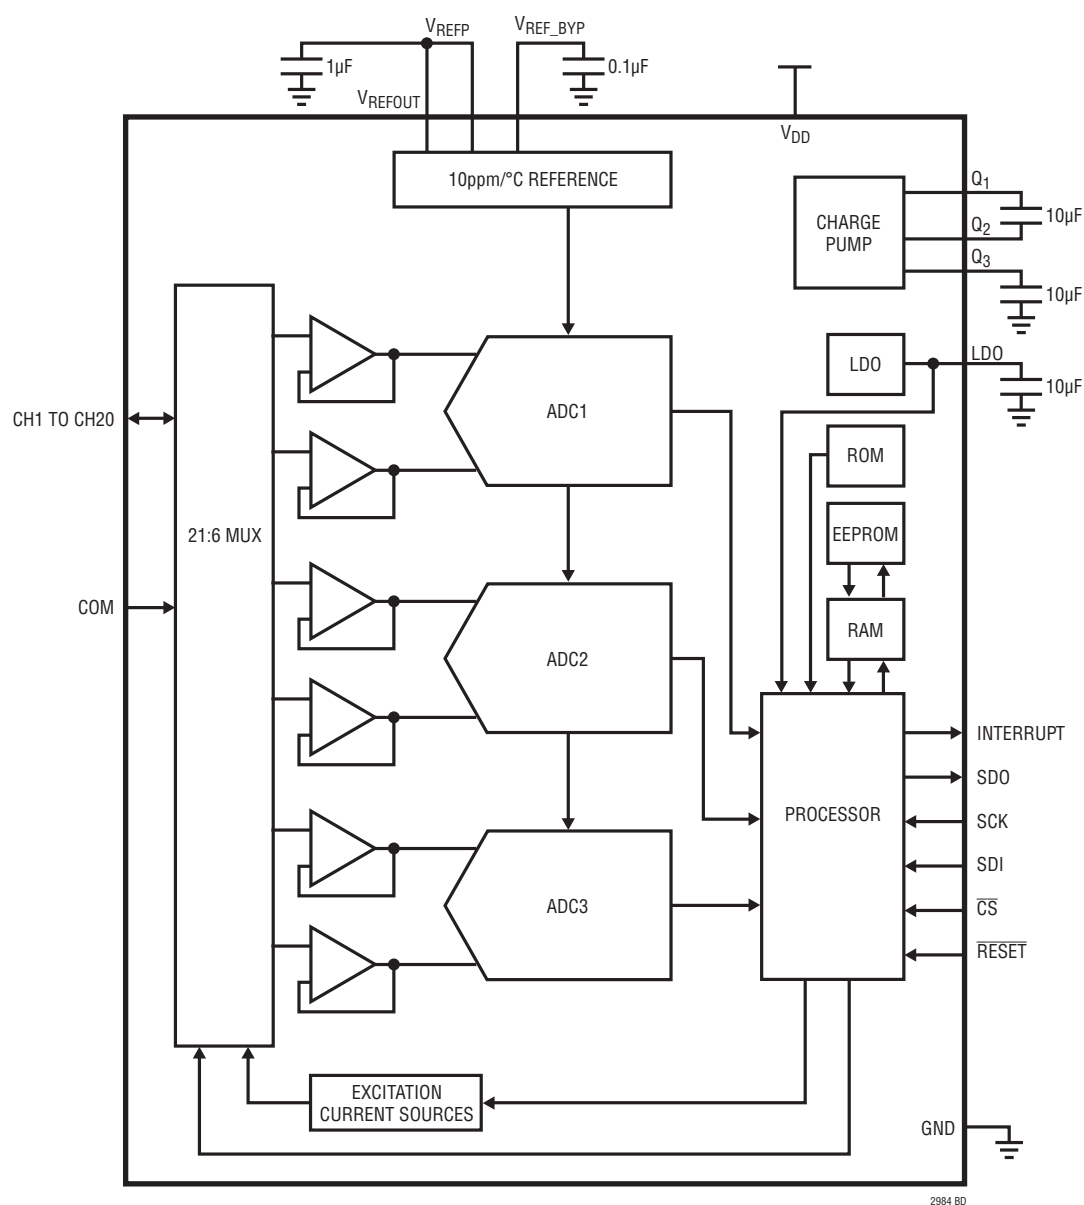 VREFP
VREF_BYP
1µF
0.1µF
VREFOUT
VDD
10ppm/°C REFERENCE
Q1
CHARGE
PUMP
10µF
Q2
Q3
10µF
LDO
LDO
10µF
CH1 TO CH20
ADC1
ROM
21:6 MUX
EEPROM
COM
RAM
ADC2
INTERRUPT
SDO
PROCESSOR
SCK
SDI
ADC3
C̅S̅
R̅E̅S̅E̅T̅
EXCITATION
CURRENT SOURCES
GND
2984 BD